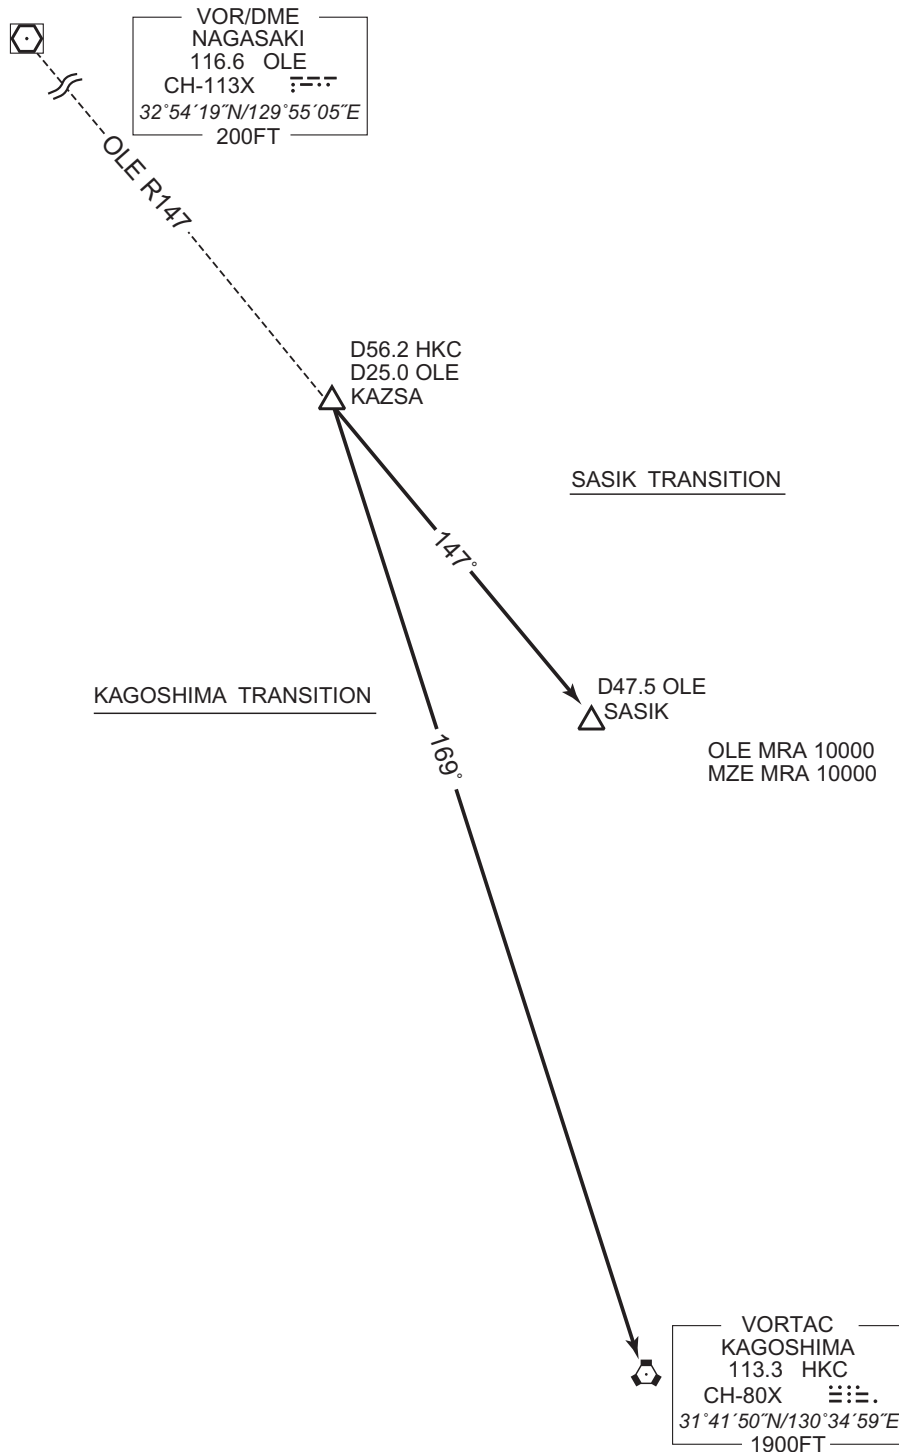 VOR/DME
NAGASAKI
116.6 OLE
CH-113X
32°54´19˝N/129°55´05˝E
200FT
OLE R147
D56.2 HKC
D25.0 OLE
KAZSA
SASIK TRANSITION
147°
KAGOSHIMA TRANSITION
D47.5 OLE
SASIK
169°
OLE MRA 10000
MZE MRA 10000
VORTAC
KAGOSHIMA
113.3 HKC
CH-80X
31°41´50˝N/130°34´59˝E
1900FT